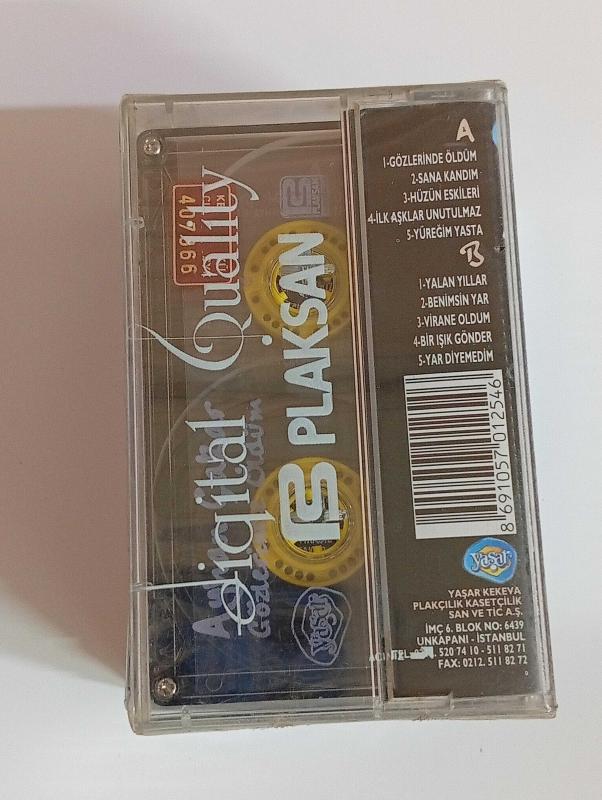 A
1-GÖZLERİNDE ÖLDÜM
2-SANA KANDIM
3-HÜZÜN ESKİLERİ
4-İLK AŞKLAR UNUTULMAZ
5-YÜREĞİM YASTA
B
1-YALAN YILLAR
2-BENİMSİN YAR
3-VİRANE OLDUM
4-BİR IŞIK GÖNDER
5-YAR DİYEMEDİM
8 691057 012546
yaşar
YAŞAR KEKEVA
PLAKÇILIK KASETÇİLİK
SAN VE TİC A.Ş.
İMÇ 6. BLOK NO: 6439
UNKAPANI - İSTANBUL
520 74 10 - 511 82 71
FAX: 0212. 511 82 72
digital Quality
PLAKSAN
PLAKSAN
yaşar